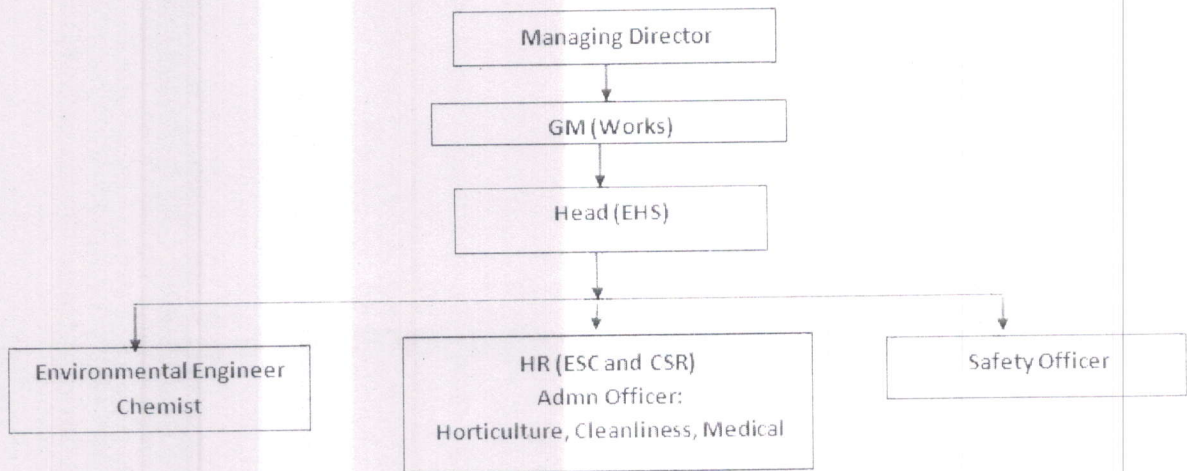 Managing Director
GM (Works)
Head (EHS)
Environmental Engineer
Chemist
HR (ESC and CSR)
Admn Officer:
Horticulture, Cleanliness, Medical
Safety Officer